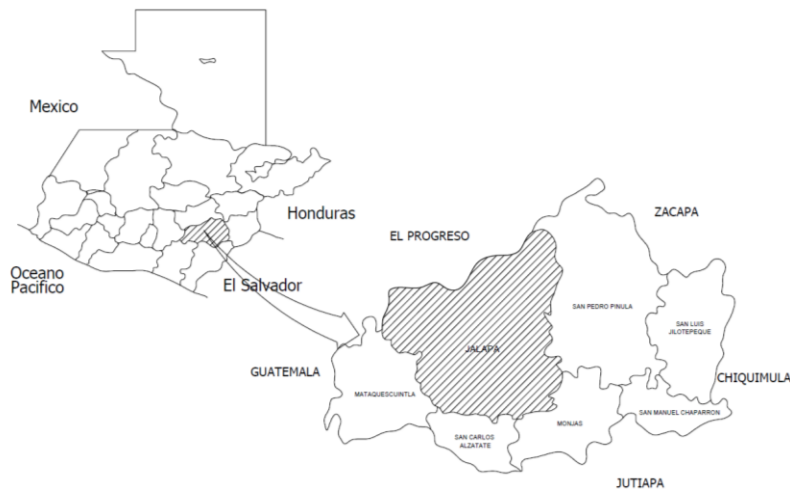 Mexico
Honduras
Oceano
Pacifico
El Salvador
ZACAPA
EL PROGRESO
SAN PEDRO PINULA
SAN LUIS
JILOTEPEQUE
JALAPA
GUATEMALA
CHIQUIMULA
MATAQUESCUINTLA
SAN MANUEL CHAPARRON
MONJAS
SAN CARLOS
ALZATATE
JUTIAPA